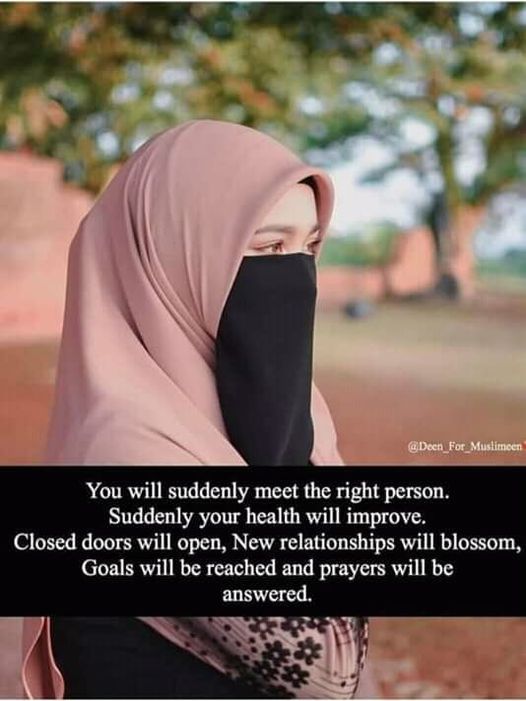 @Deen_For_Muslimeen
You will suddenly meet the right person.
Suddenly your health will improve.
Closed doors will open, New relationships will blossom,
Goals will be reached and prayers will be
answered.